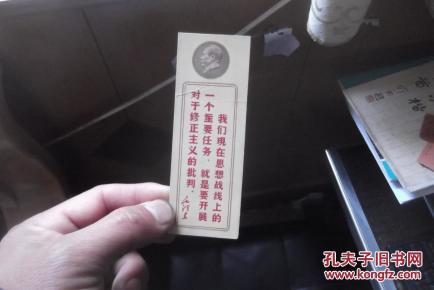 我们现在思想战线上的
一个重要任务，就是要开展
对于修正主义的批判。
毛泽东
孔夫子旧书网
www.kongfz.com